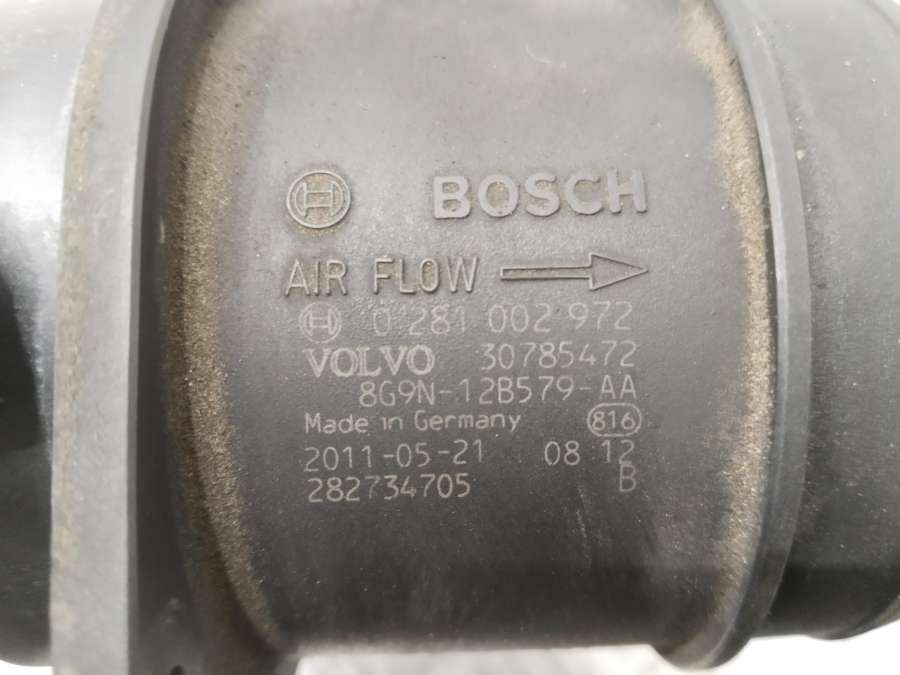 BOSCH
AIR FLOW
0 281 002 972
VOLVO 30785472
8G9N-12B579-AA
Made in Germany 816
2011-05-21 08 12
282734705 B